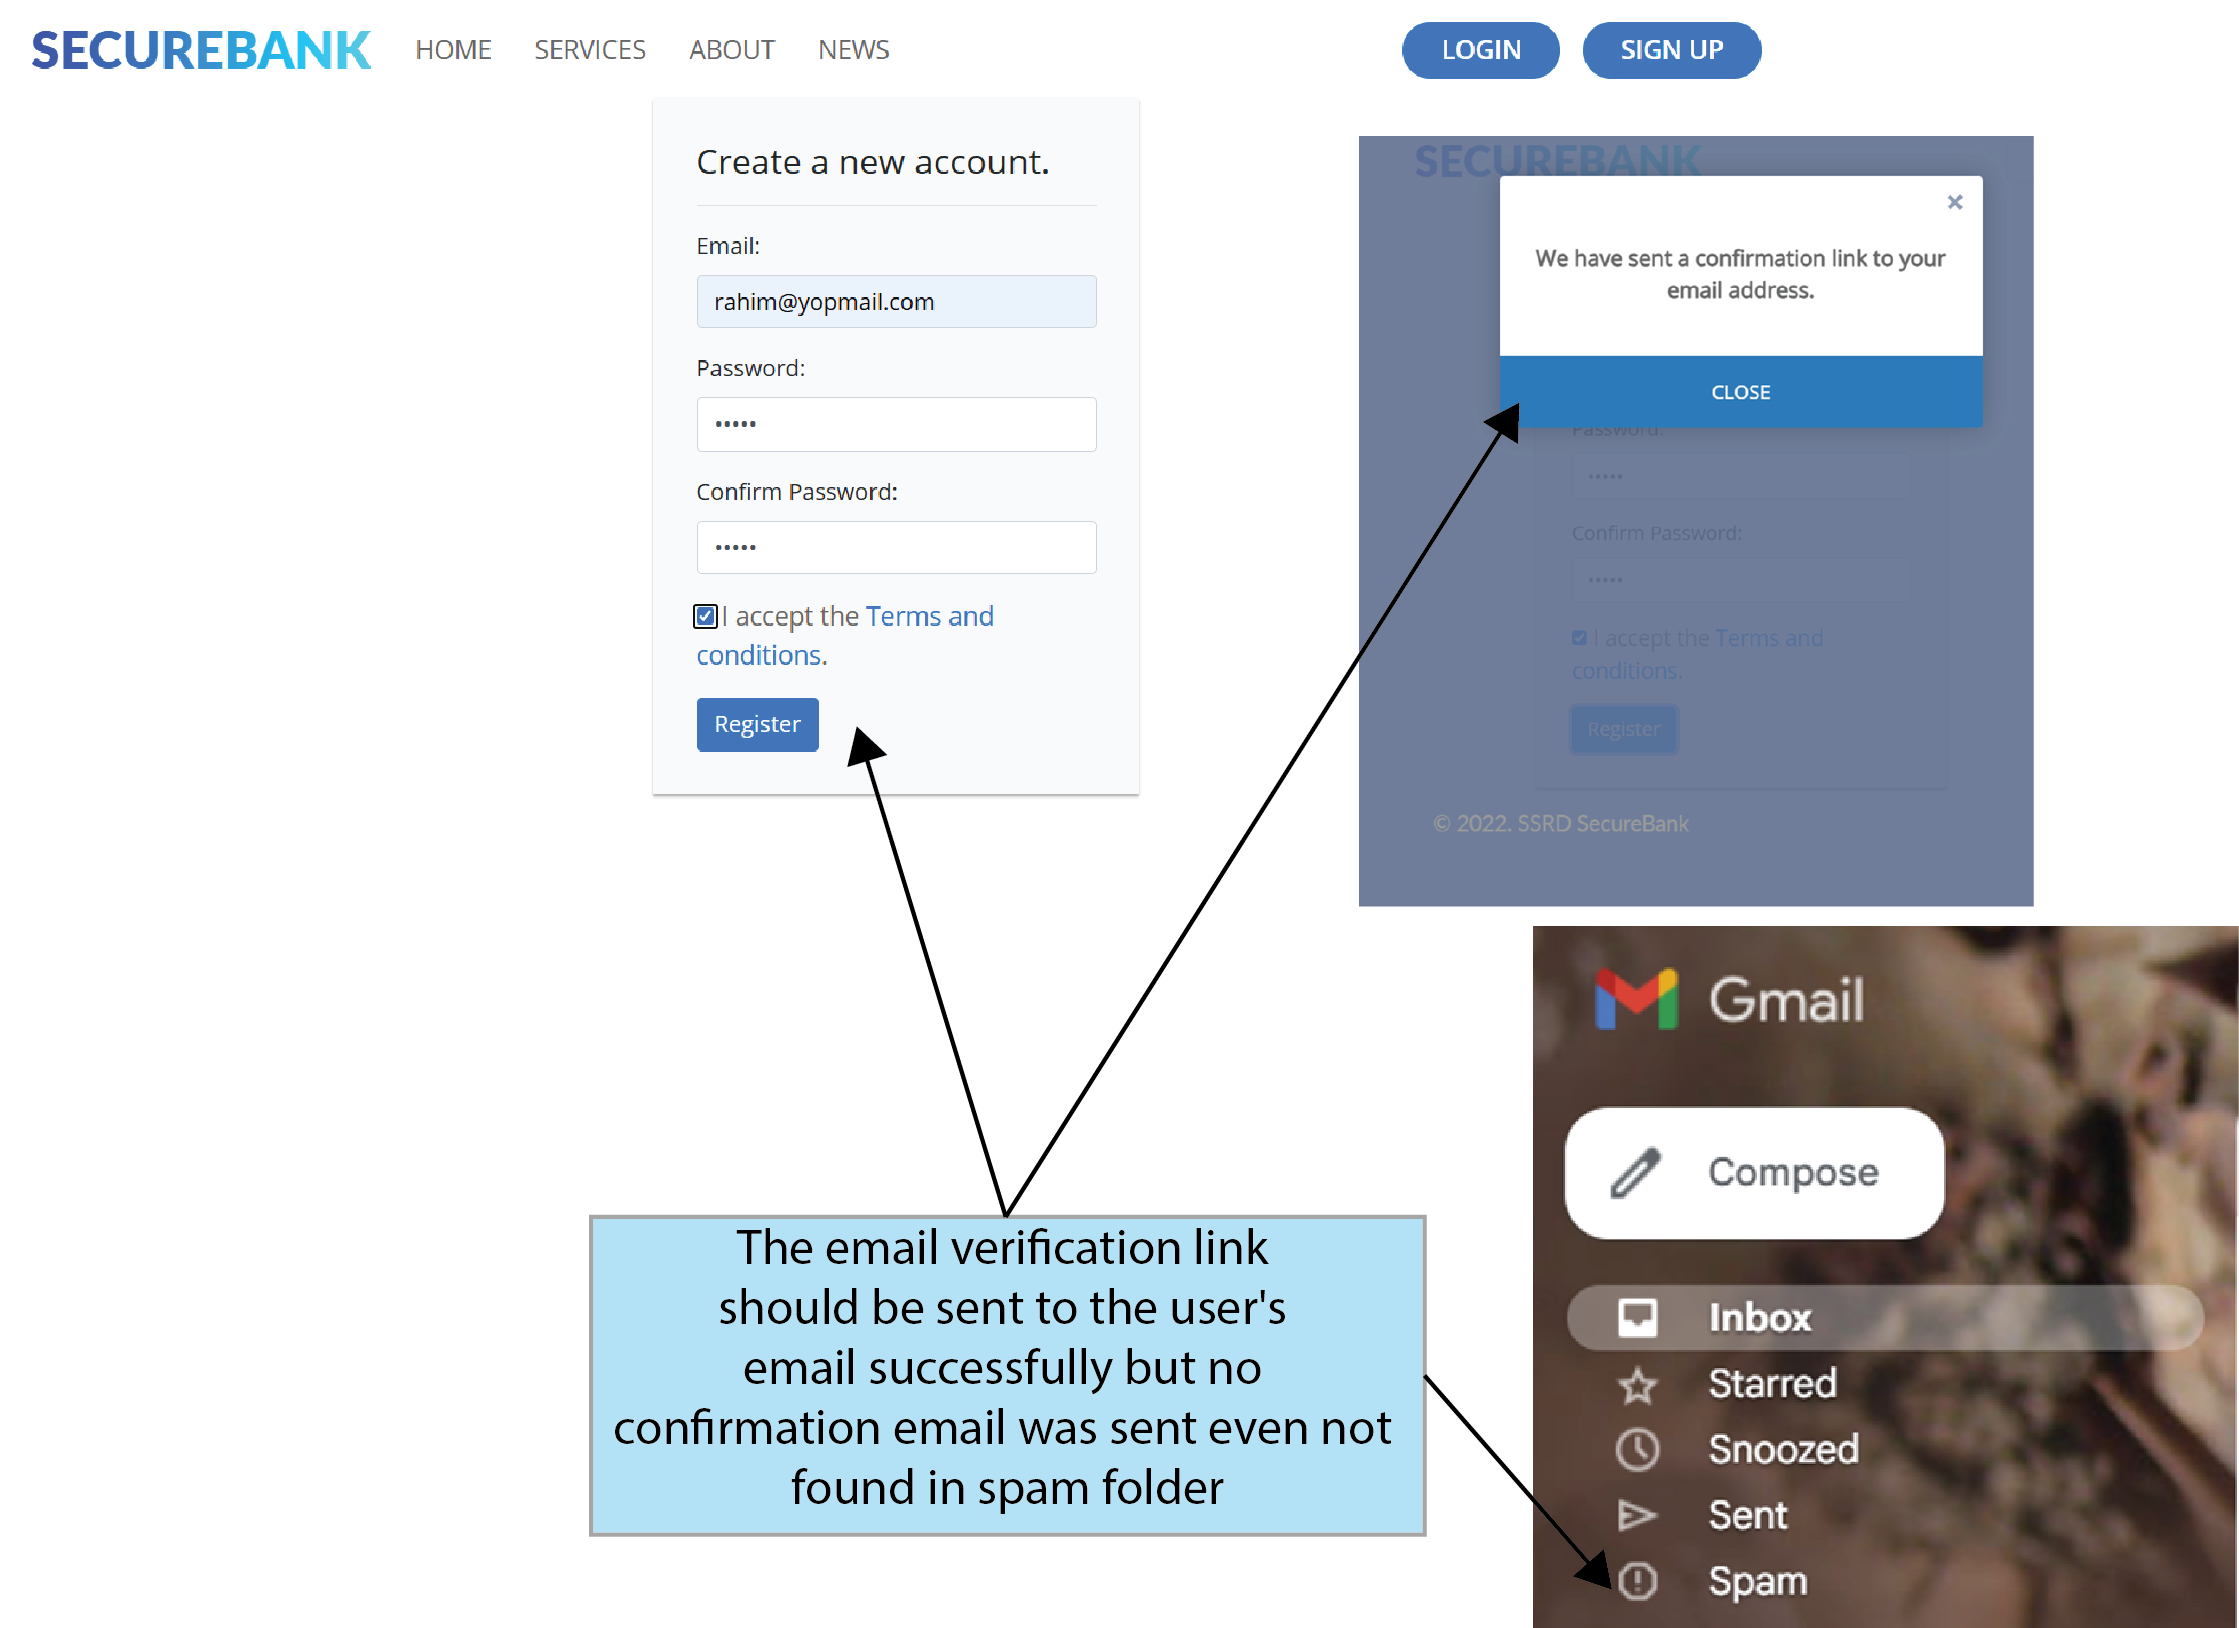 SECUREBANK HOME SERVICES ABOUT NEWS LOGIN SIGN UP
Create a new account.
Email:
rahim@yopmail.com
Password:
•••••
Confirm Password:
•••••
I accept the Terms and
conditions.
Register
SECUREBANK
×
We have sent a confirmation link to your
email address.
CLOSE
Password:
•••••
Confirm Password:
•••••
I accept the Terms and
conditions.
Register
© 2022. SSRD SecureBank
The email verification link
should be sent to the user's
email successfully but no
confirmation email was sent even not
found in spam folder
Gmail
Compose
Inbox
Starred
Snoozed
Sent
Spam